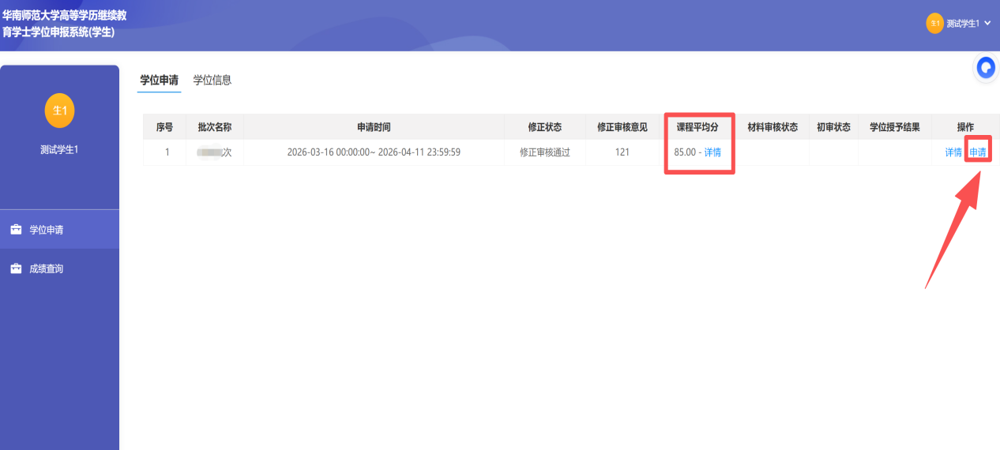 华南师范大学高等学历继续教
育学士学位申报系统(学生)
生1 测试学生1
生1
测试学生1
学位申请
成绩查询
学位申请 学位信息
序号 批次名称 申请时间 修正状态 修正审核意见 课程平均分 材料审核状态 初审状态 学位授予结果 操作
1 次 2026-03-16 00:00:00~ 2026-04-11 23:59:59 修正审核通过 121 85.00 - 详情 详情 申请